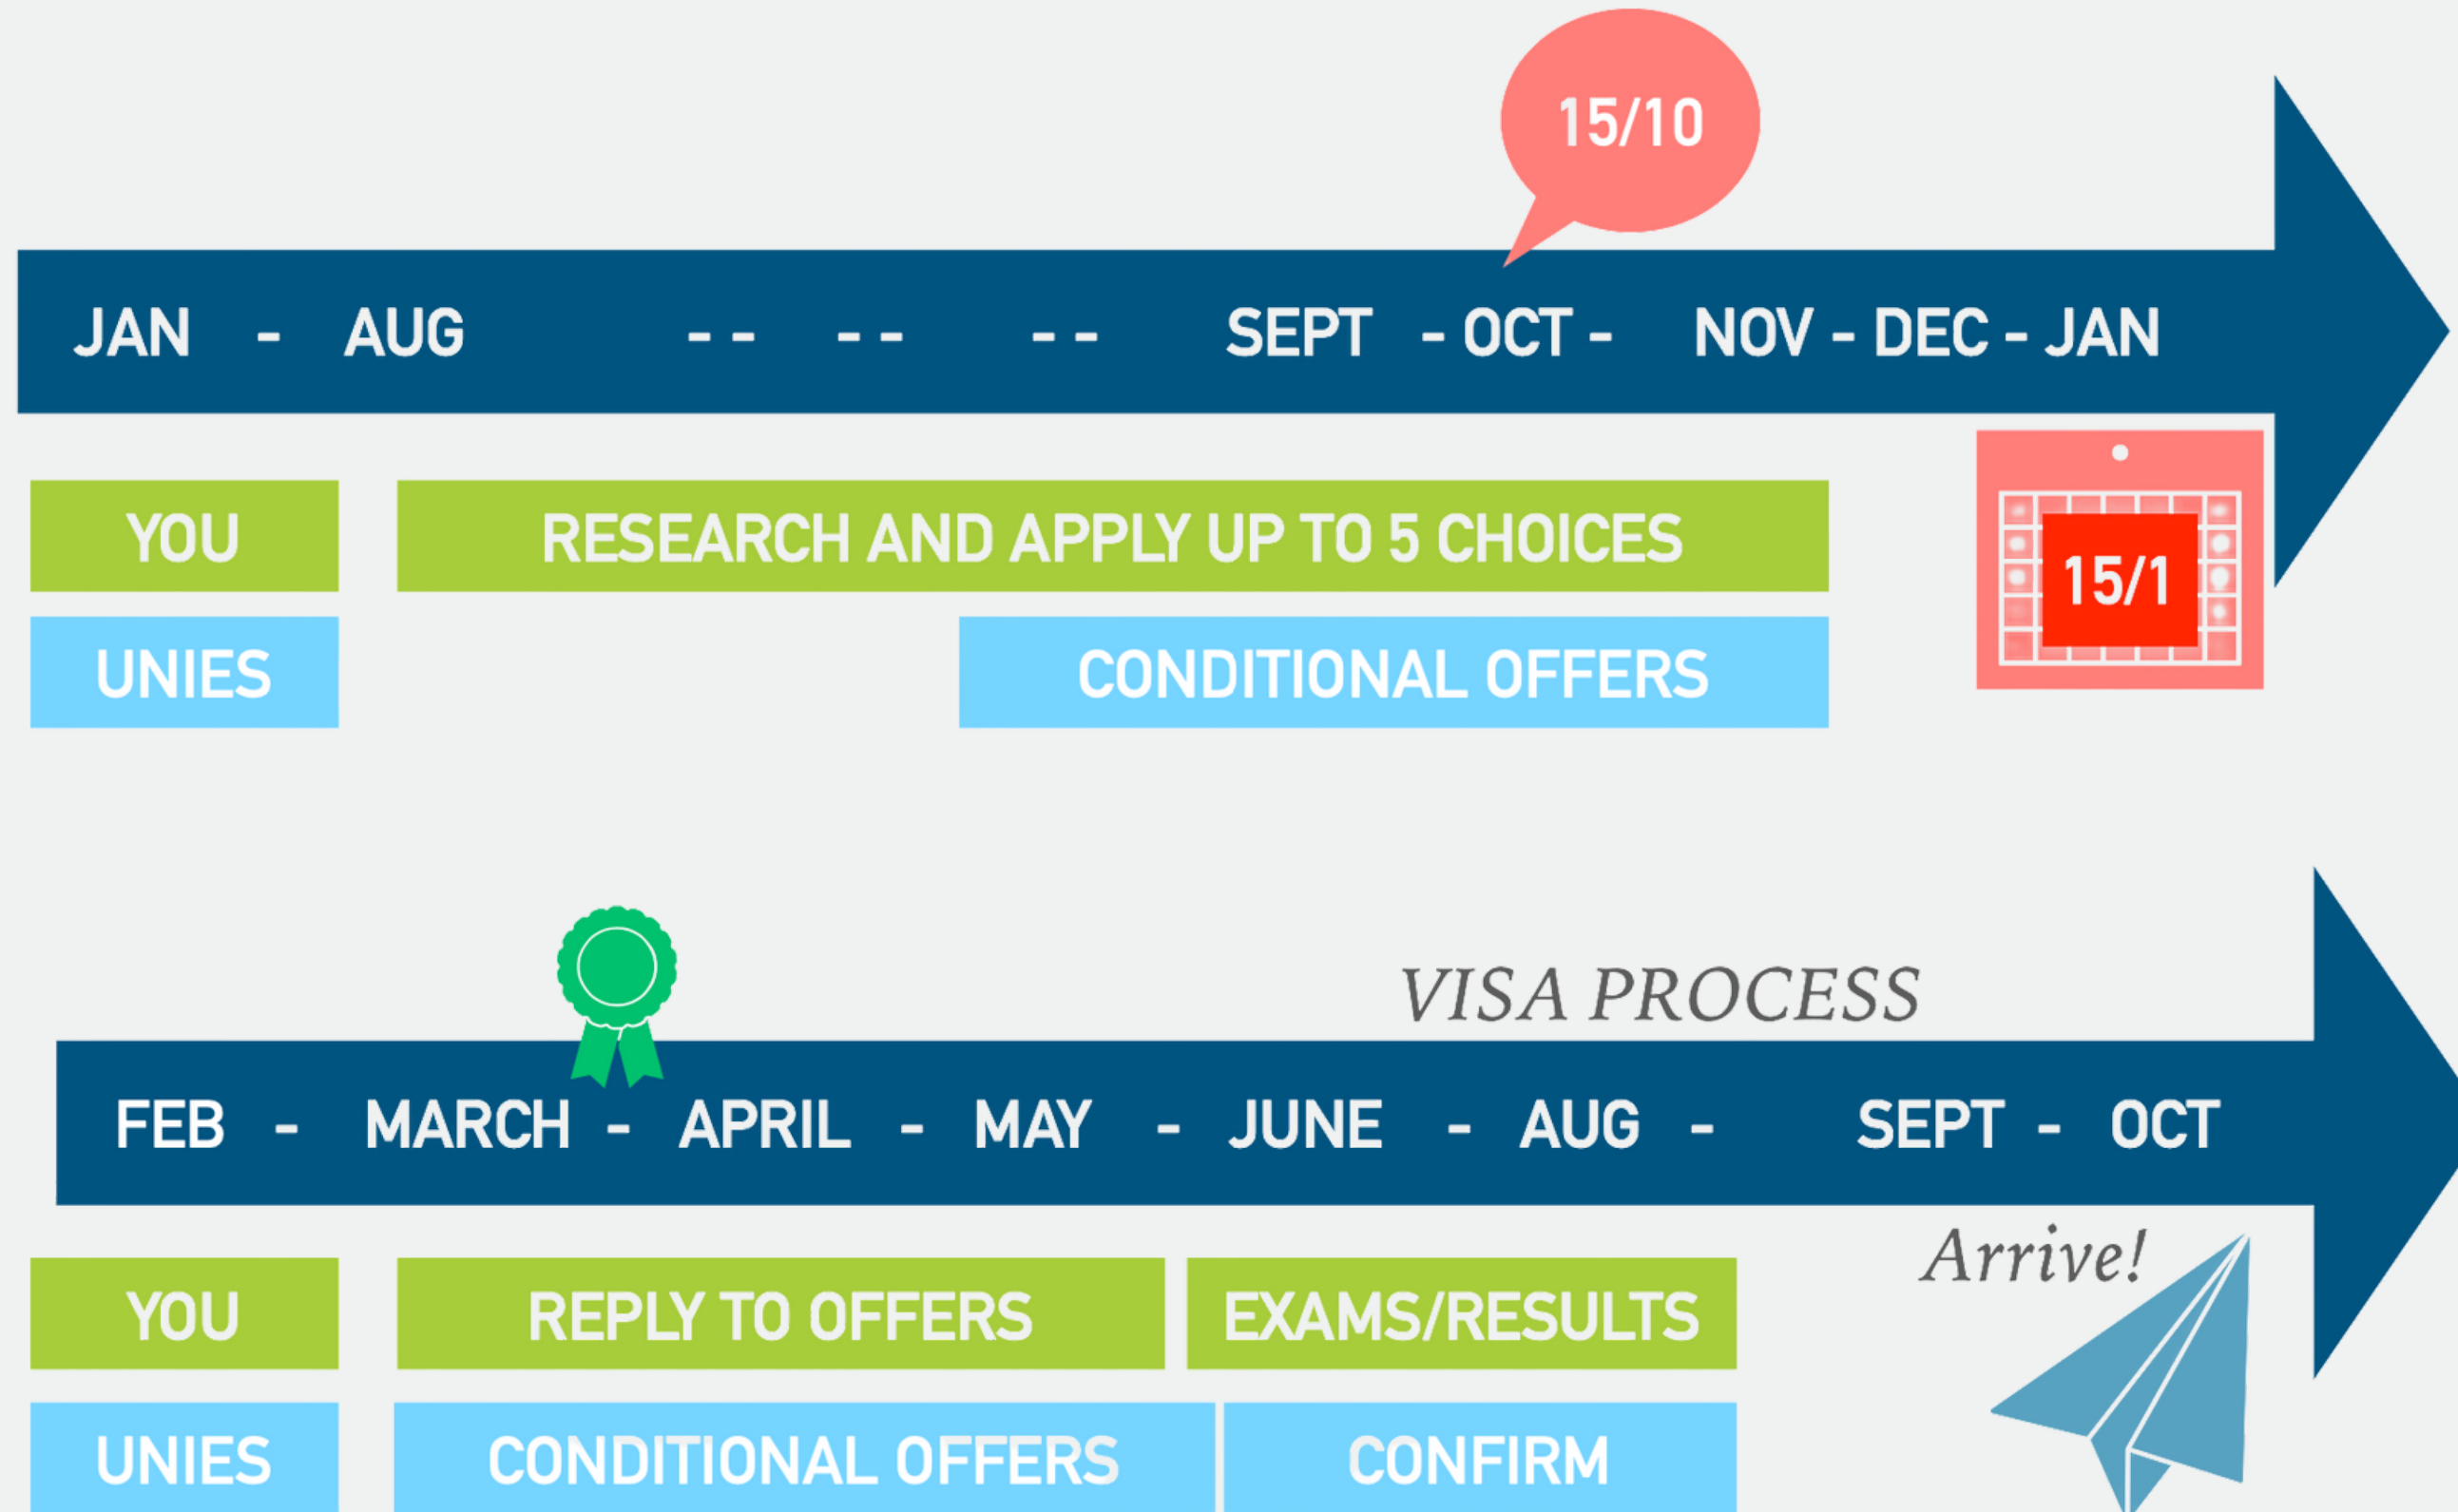 15/10
JAN - AUG -- -- -- SEPT - OCT - NOV - DEC - JAN
YOU RESEARCH AND APPLY UP TO 5 CHOICES
15/1
UNIES CONDITIONAL OFFERS
VISA PROCESS
FEB - MARCH - APRIL - MAY - JUNE - AUG - SEPT - OCT
Arrive!
YOU REPLY TO OFFERS EXAMS/RESULTS
UNIES CONDITIONAL OFFERS CONFIRM